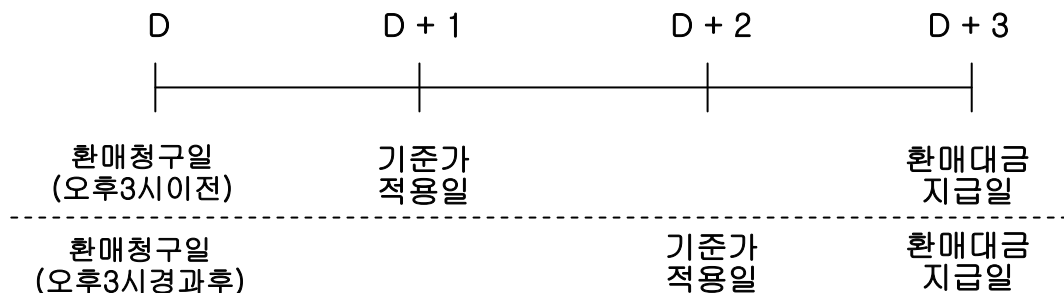 D D + 1 D + 2 D + 3
환매청구일 기준가 환매대금
(오후3시이전) 적용일 지급일
환매청구일 기준가 환매대금
(오후3시경과후) 적용일 지급일